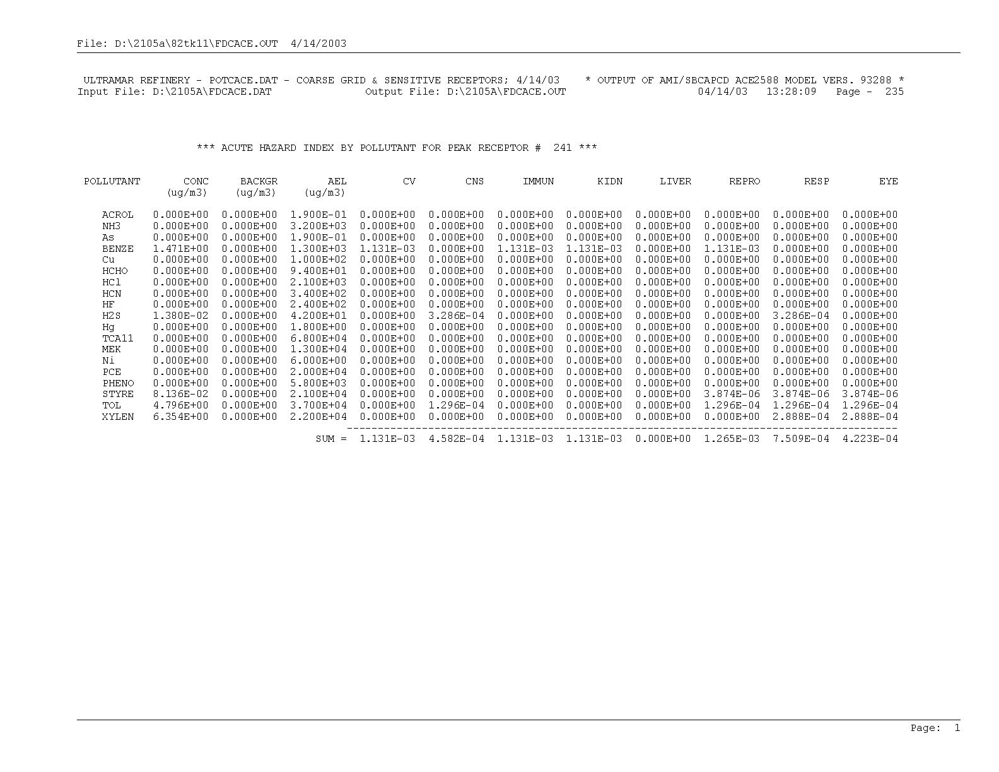 File: D:\2105a\82tk11\FDCACE.OUT  4/14/2003
ULTRAMAR REFINERY - POTCACE.DAT - COARSE GRID & SENSITIVE RECEPTORS; 4/14/03    * OUTPUT OF AMI/SBCAPCD ACE2588 MODEL VERS. 93288 *
Input File: D:\2105A\FDCACE.DAT               Output File: D:\2105A\FDCACE.OUT                     04/14/03   13:28:09   Page -  235
*** ACUTE HAZARD INDEX BY POLLUTANT FOR PEAK RECEPTOR #  241 ***
POLLUTANT       CONC     BACKGR        AEL         CV        CNS      IMMUN       KIDN      LIVER      REPRO       RESP        EYE
(ug/m3)    (ug/m3)    (ug/m3)
ACROL   0.000E+00  0.000E+00  1.900E-01  0.000E+00  0.000E+00  0.000E+00  0.000E+00  0.000E+00  0.000E+00  0.000E+00  0.000E+00
NH3     0.000E+00  0.000E+00  3.200E+03  0.000E+00  0.000E+00  0.000E+00  0.000E+00  0.000E+00  0.000E+00  0.000E+00  0.000E+00
As      0.000E+00  0.000E+00  1.900E-01  0.000E+00  0.000E+00  0.000E+00  0.000E+00  0.000E+00  0.000E+00  0.000E+00  0.000E+00
BENZE   1.471E+00  0.000E+00  1.300E+03  1.131E-03  0.000E+00  1.131E-03  1.131E-03  0.000E+00  1.131E-03  0.000E+00  0.000E+00
Cu      0.000E+00  0.000E+00  1.000E+02  0.000E+00  0.000E+00  0.000E+00  0.000E+00  0.000E+00  0.000E+00  0.000E+00  0.000E+00
HCHO    0.000E+00  0.000E+00  9.400E+01  0.000E+00  0.000E+00  0.000E+00  0.000E+00  0.000E+00  0.000E+00  0.000E+00  0.000E+00
HCl     0.000E+00  0.000E+00  2.100E+03  0.000E+00  0.000E+00  0.000E+00  0.000E+00  0.000E+00  0.000E+00  0.000E+00  0.000E+00
HCN     0.000E+00  0.000E+00  3.400E+02  0.000E+00  0.000E+00  0.000E+00  0.000E+00  0.000E+00  0.000E+00  0.000E+00  0.000E+00
HF      0.000E+00  0.000E+00  2.400E+02  0.000E+00  0.000E+00  0.000E+00  0.000E+00  0.000E+00  0.000E+00  0.000E+00  0.000E+00
H2S     1.380E-02  0.000E+00  4.200E+01  0.000E+00  3.286E-04  0.000E+00  0.000E+00  0.000E+00  0.000E+00  3.286E-04  0.000E+00
Hg      0.000E+00  0.000E+00  1.800E+00  0.000E+00  0.000E+00  0.000E+00  0.000E+00  0.000E+00  0.000E+00  0.000E+00  0.000E+00
TCA11   0.000E+00  0.000E+00  6.800E+04  0.000E+00  0.000E+00  0.000E+00  0.000E+00  0.000E+00  0.000E+00  0.000E+00  0.000E+00
MEK     0.000E+00  0.000E+00  1.300E+04  0.000E+00  0.000E+00  0.000E+00  0.000E+00  0.000E+00  0.000E+00  0.000E+00  0.000E+00
Ni      0.000E+00  0.000E+00  6.000E+00  0.000E+00  0.000E+00  0.000E+00  0.000E+00  0.000E+00  0.000E+00  0.000E+00  0.000E+00
PCE     0.000E+00  0.000E+00  2.000E+04  0.000E+00  0.000E+00  0.000E+00  0.000E+00  0.000E+00  0.000E+00  0.000E+00  0.000E+00
PHENO   0.000E+00  0.000E+00  5.800E+03  0.000E+00  0.000E+00  0.000E+00  0.000E+00  0.000E+00  0.000E+00  0.000E+00  0.000E+00
STYRE   8.136E-02  0.000E+00  2.100E+04  0.000E+00  0.000E+00  0.000E+00  0.000E+00  0.000E+00  3.874E-06  3.874E-06  3.874E-06
TOL     4.796E+00  0.000E+00  3.700E+04  0.000E+00  1.296E-04  0.000E+00  0.000E+00  0.000E+00  1.296E-04  1.296E-04  1.296E-04
XYLEN   6.354E+00  0.000E+00  2.200E+04  0.000E+00  0.000E+00  0.000E+00  0.000E+00  0.000E+00  0.000E+00  2.888E-04  2.888E-04
----------------------------------------------------------------------------------------
SUM =  1.131E-03  4.582E-04  1.131E-03  1.131E-03  0.000E+00  1.265E-03  7.509E-04  4.223E-04
Page:  1